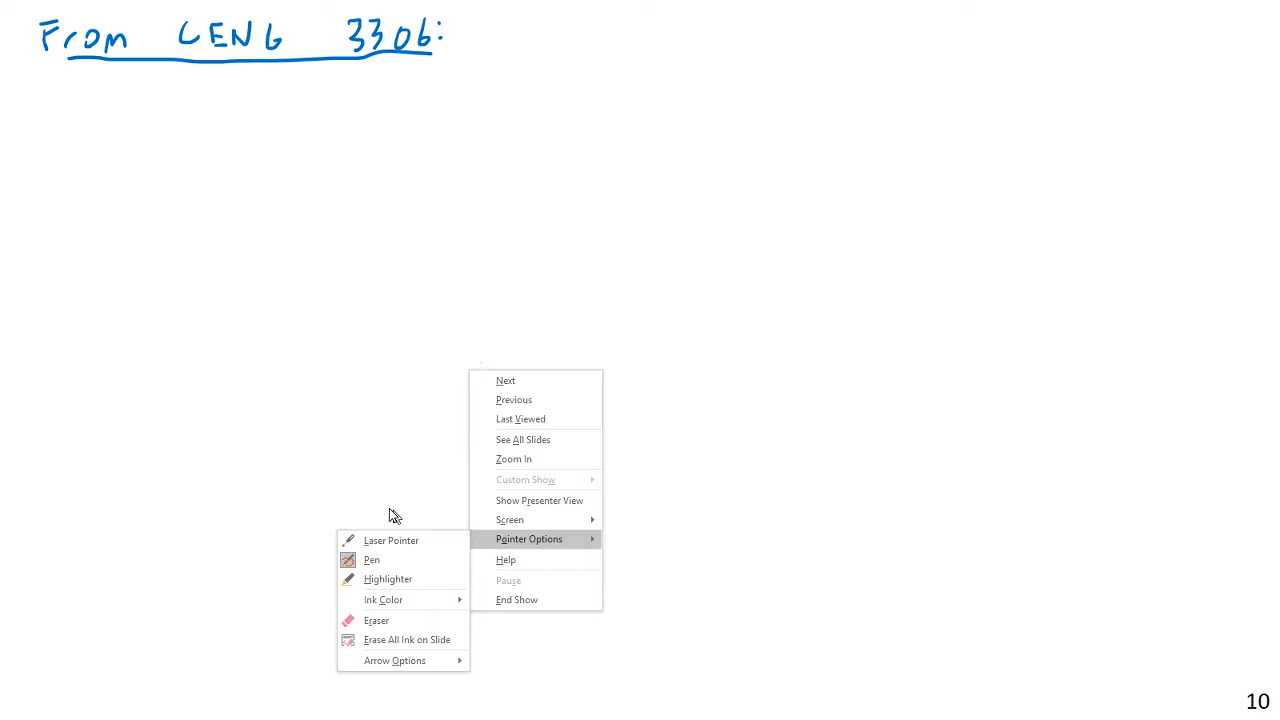 From CENG 3306:
Next
Previous
Last Viewed
See All Slides
Zoom In
Custom Show
Show Presenter View
Screen
Pointer Options
Help
Pause
End Show
Laser Pointer
Pen
Highlighter
Ink Color
Eraser
Erase All Ink on Slide
Arrow Options
10